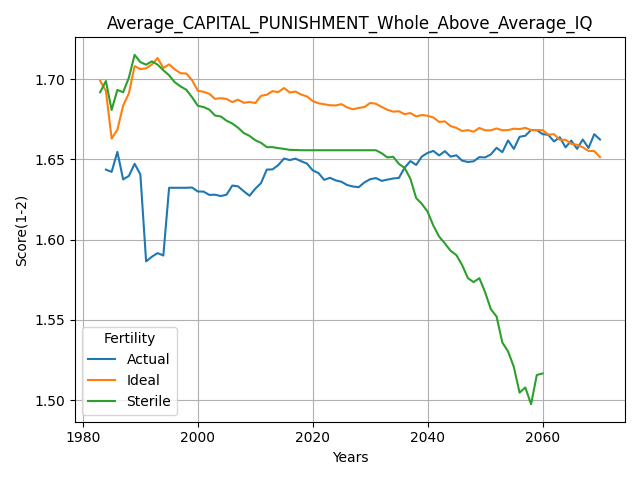 Average_CAPITAL_PUNISHMENT_Whole_Above_Average_IQ
Score(1-2)
1.70
1.65
1.60
1.55
1.50
Fertility
Actual
Ideal
Sterile
1980
2000
2020
2040
2060
Years